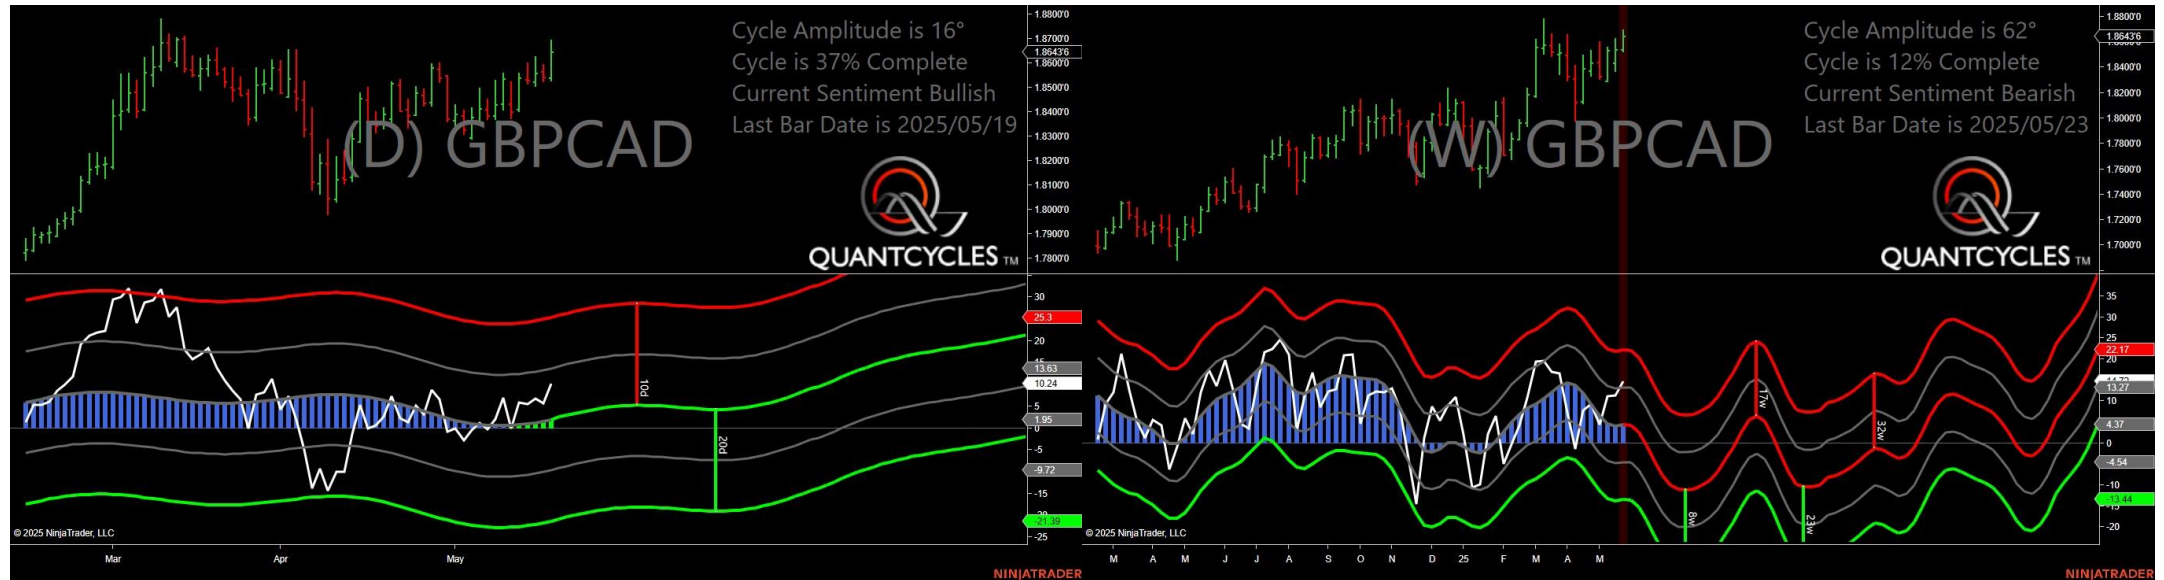 Cycle Amplitude is 16°
Cycle is 37% Complete
Current Sentiment Bullish
Last Bar Date is 2025/05/19
(D) GBPCAD
QUANTCYCLES TM
1.8800'0
1.8700'0
1.8643'6
1.8600'0
1.8500'0
1.8400'0
1.8300'0
1.8200'0
1.8100'0
1.8000'0
1.7900'0
1.7800'0
30
25.3
20
13.63
10.24
5
1.95
0
-5
-9.72
-15
-21.39
-25
10d
20d
© 2025 NinjaTrader, LLC
Mar
Apr
May
NINJATRADER
Cycle Amplitude is 62°
Cycle is 12% Complete
Current Sentiment Bearish
Last Bar Date is 2025/05/23
(W) GBPCAD
QUANTCYCLES TM
1.8800'0
1.8643'6
1.8400'0
1.8200'0
1.8000'0
1.7800'0
1.7600'0
1.7400'0
1.7200'0
1.7000'0
35
30
25
22.17
20
13.27
10
4.37
0
-4.54
-10
-13.44
-20
8w
17w
23w
32w
© 2025 NinjaTrader, LLC
M A M J J A S O N D 25 F M A M
NINJATRADER